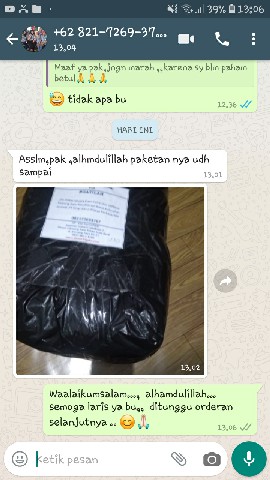 39% 13,06
+62 821-7269-37...
13,04
Maaf ya pak,,jngn marah ,,karena sy blm paham
betul🙏🙏🙏
😅 tidak apa bu
12,36
HARI INI
Asslm,pak ,alhmdulillah paketan nya udh
sampai
13,01
13,02
Waalaikumsalam...., alhamdulillah,,,
semoga laris ya bu,,, ditunggu orderan
selanjutnya .. 😊🙏
13,06
Ketik pesan